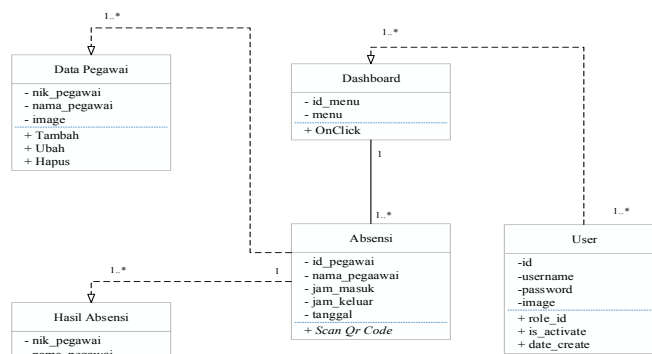 1..*
1..*
Data Pegawai
- nik_pegawai
- nama_pegawai
- image
+ Tambah
+ Ubah
+ Hapus
Dashboard
- id_menu
- menu
+ OnClick
1
1..*
1..*
Absensi
- id_pegawai
- nama_pegaawai
- jam_masuk
- jam_keluar
- tanggal
+ Scan Qr Code
User
-id
-username
-password
-image
+ role_id
+ is_activate
+ date_create
1..*
1
Hasil Absensi
- nik_pegawai
- nama_pegawai